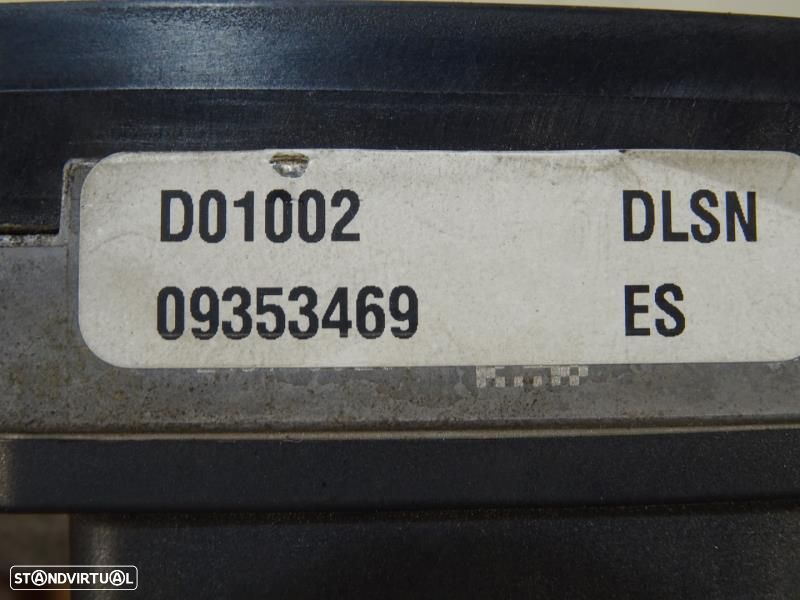 D01002 DLSN
09353469 ES
STANDVIRTUAL